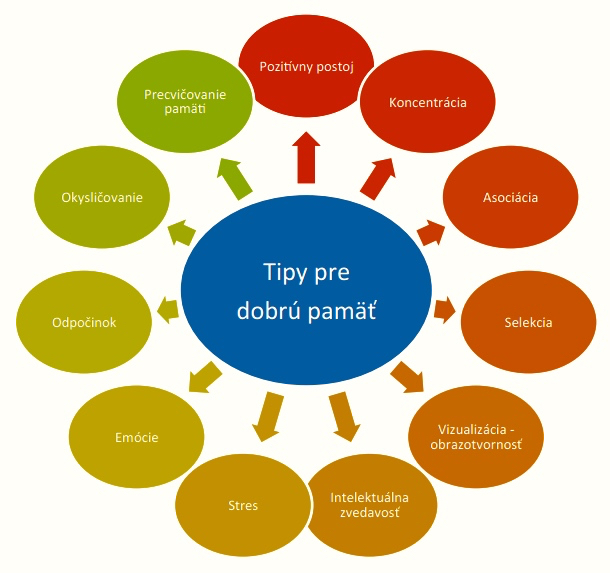 Tipy pre
dobrú pamäť
Pozitívny postoj
Koncentrácia
Asociácia
Selekcia
Vizualizácia -
obrazotvornosť
Intelektuálna
zvedavosť
Stres
Emócie
Odpočinok
Okysličovanie
Precvičovanie
pamäti